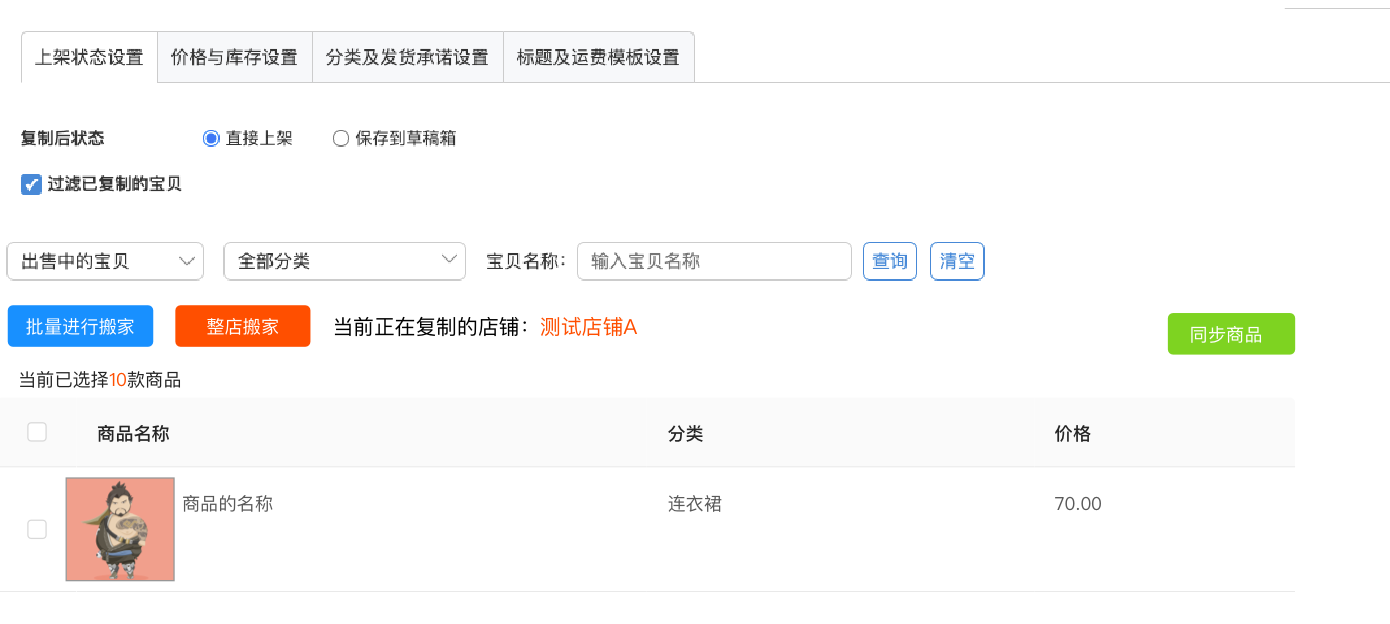 上架状态设置 价格与库存设置 分类及发货承诺设置 标题及运费模板设置
复制后状态 直接上架 保存到草稿箱
过滤已复制的宝贝
出售中的宝贝 全部分类 宝贝名称： 输入宝贝名称 查询 清空
批量进行搬家 整店搬家 当前正在复制的店铺：测试店铺A 同步商品
当前已选择10款商品
商品名称 分类 价格
商品的名称 连衣裙 70.00